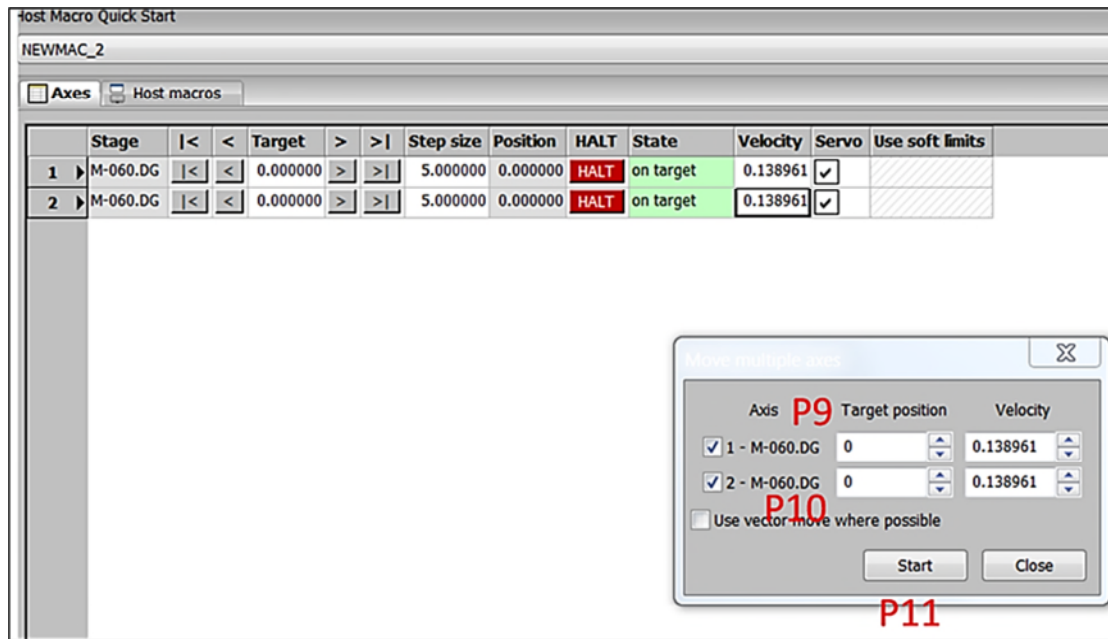 Host Macro Quick Start
NEWMAC_2
Axes Host macros
Stage |< < Target > >| Step size Position HALT State Velocity Servo Use soft limits
1 M-060.DG |< < 0.000000 > >| 5.000000 0.000000 HALT on target 0.138961
2 M-060.DG |< < 0.000000 > >| 5.000000 0.000000 HALT on target 0.138961
Move multiple axes
Axis P9 Target position Velocity
1 - M-060.DG 0 0.138961
2 - M-060.DG 0 0.138961
P10
Use vector move where possible
Start Close
P11